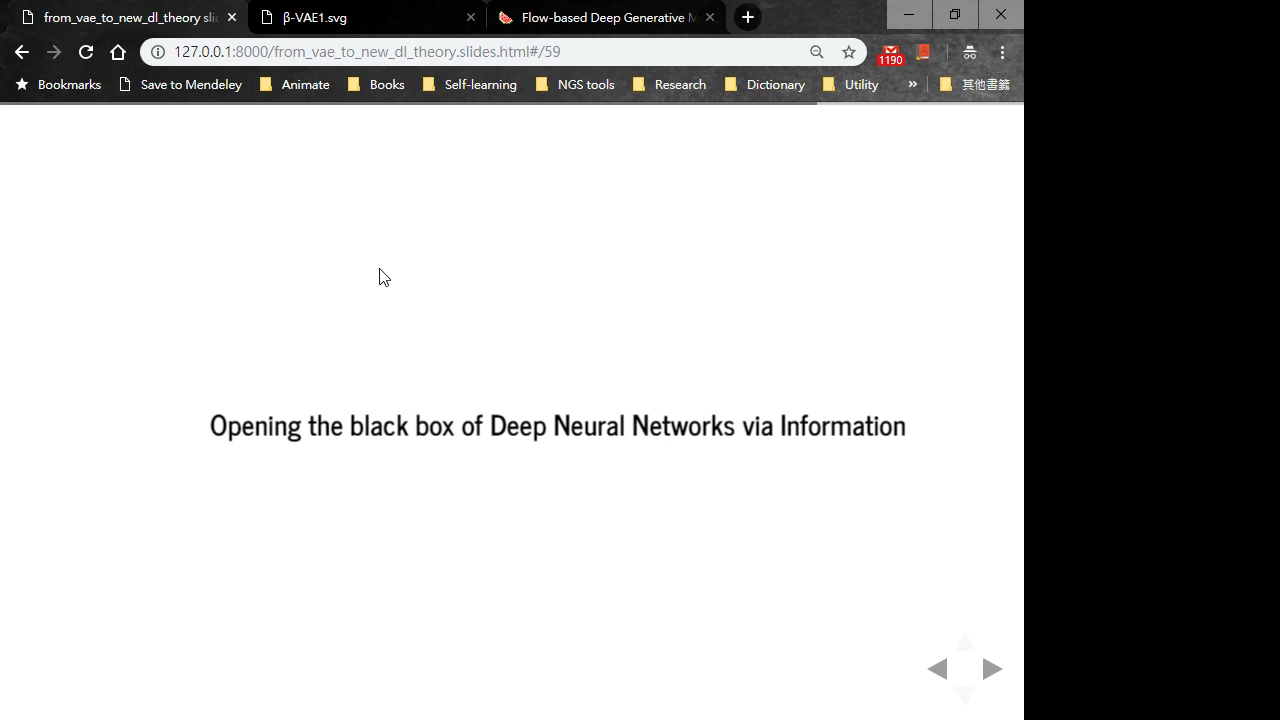 from_vae_to_new_dl_theory sli
β-VAE1.svg
Flow-based Deep Generative M
127.0.0.1:8000/from_vae_to_new_dl_theory.slides.html#/59
1190
Bookmarks
Save to Mendeley
Animate
Books
Self-learning
NGS tools
Research
Dictionary
Utility
»
其他書籤
Opening the black box of Deep Neural Networks via Information